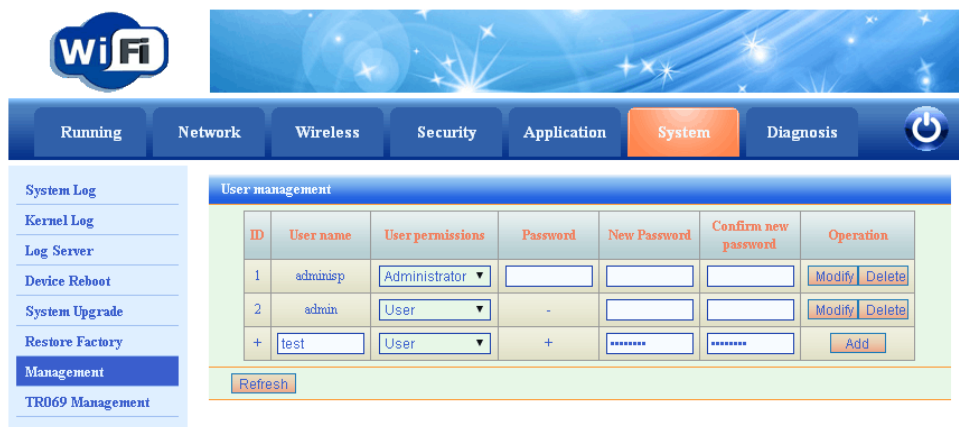 WiFi
Running Network Wireless Security Application System Diagnosis
System Log
Kernel Log
Log Server
Device Reboot
System Upgrade
Restore Factory
Management
TR069 Management
User management
ID User name User permissions Password New Password Confirm new password Operation
1 adminisp Administrator Modify Delete
2 admin User - Modify Delete
+ test User + •••••••• •••••••• Add
Refresh